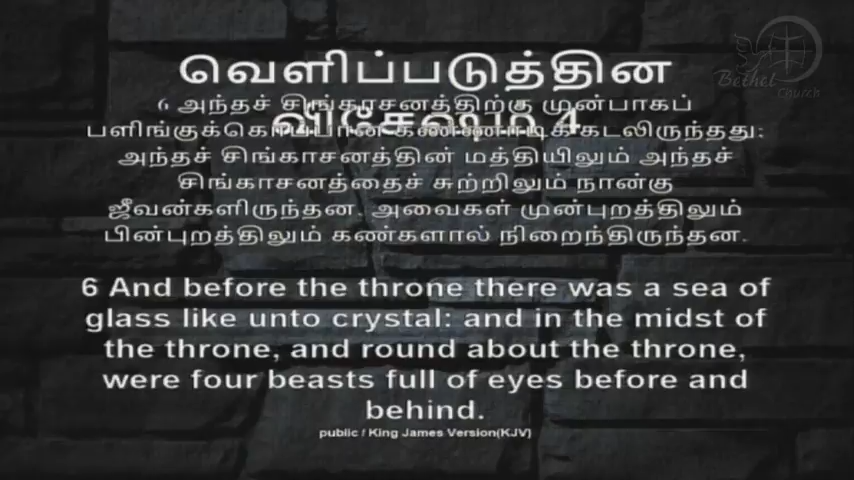 Bethel
Church
வெளிப்படுத்தின
விசேஷம் 4
6 அந்தச் சிங்காசனத்திற்கு முன்பாகப்
பளிங்குக்கொப்பான கண்ணாடிக்கடலிருந்தது;
அந்தச் சிங்காசனத்தின் மத்தியிலும் அந்தச்
சிங்காசனத்தைச் சுற்றிலும் நான்கு
ஜீவன்களிருந்தன. அவைகள் முன்புறத்திலும்
பின்புறத்திலும் கண்களால் நிறைந்திருந்தன.
6 And before the throne there was a sea of
glass like unto crystal: and in the midst of
the throne, and round about the throne,
were four beasts full of eyes before and
behind.
public / King James Version(KJV)